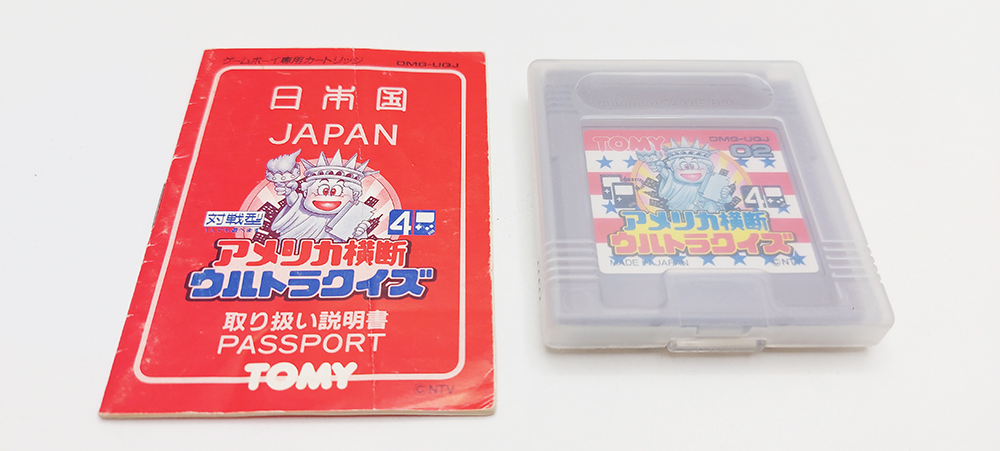 ゲームボーイ専用カートリッジ DMG-UQJ
日本国
JAPAN
対戦型
4
アメリカ横断
ウルトラクイズ
取り扱い説明書
PASSPORT
TOMY
©NTV
TOMY DMG-UQJ
02
4
アメリカ横断
ウルトラクイズ
MADE IN JAPAN ©NTV